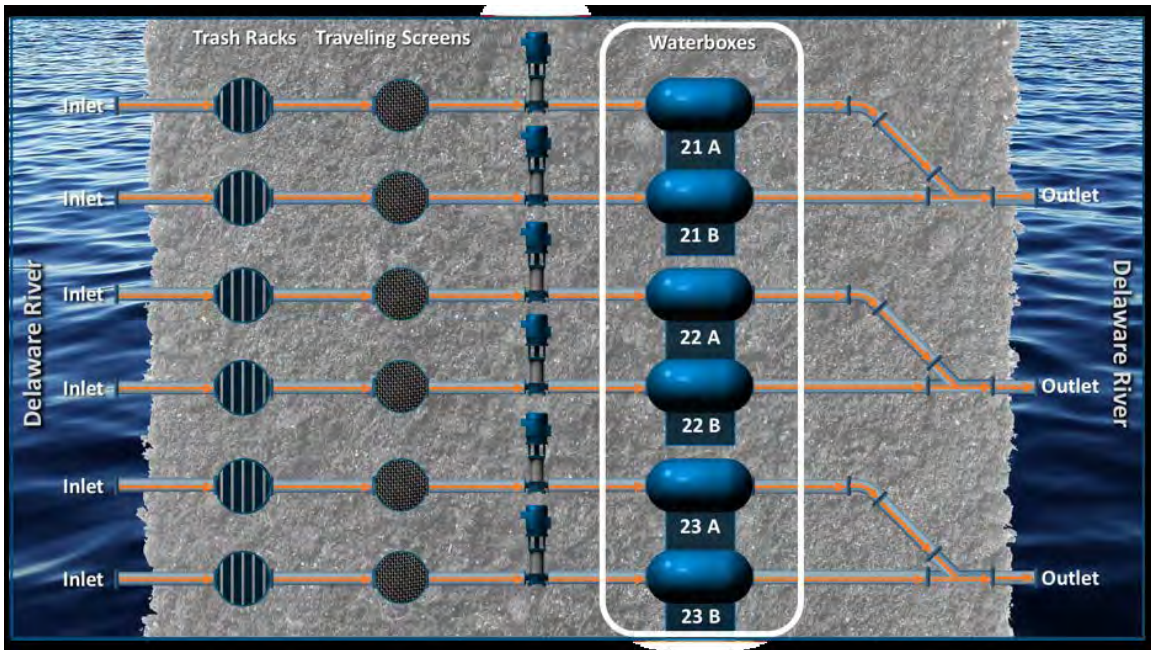 Trash Racks Traveling Screens Waterboxes
Inlet
21 A
Inlet
Outlet
21 B
Inlet
22 A
Inlet
Outlet
22 B
Inlet
23 A
Inlet
Outlet
23 B
Delaware River
Delaware River